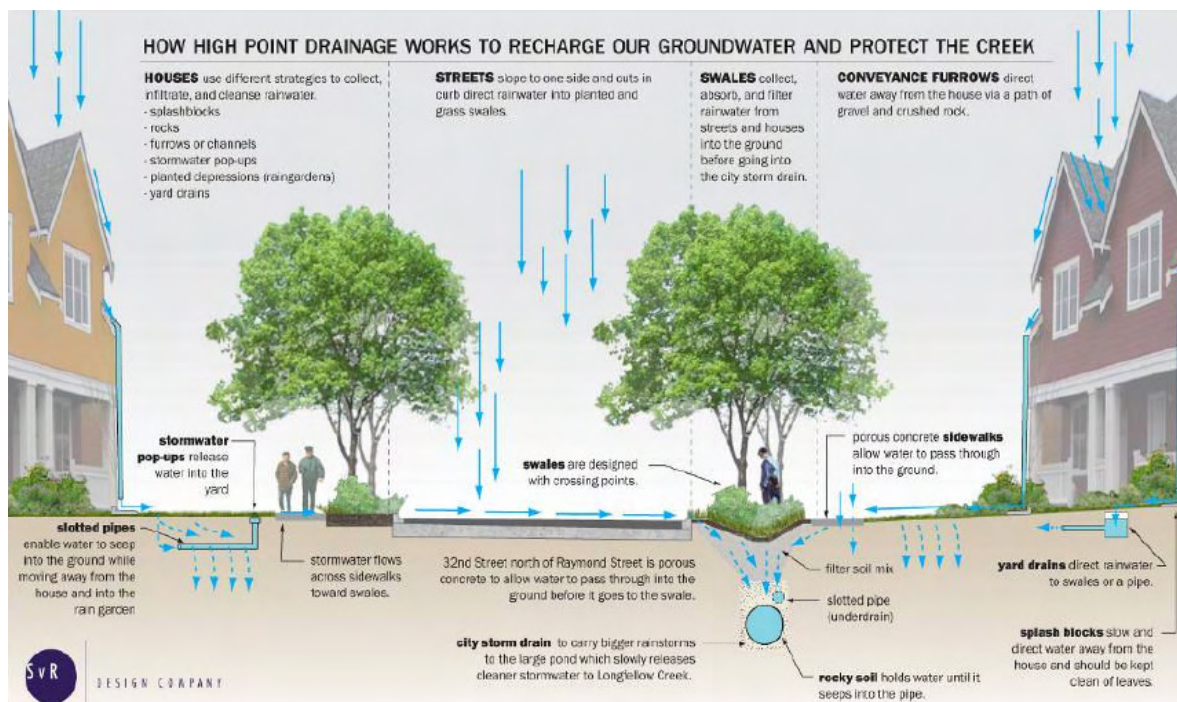 HOW HIGH POINT DRAINAGE WORKS TO RECHARGE OUR GROUNDWATER AND PROTECT THE CREEK
HOUSES use different strategies to collect,
infiltrate, and cleanse rainwater.
- splashblocks
- rocks
- furrows or channels
- stormwater pop-ups
- planted depressions (raingardens)
- yard drains
STREETS slope to one side and cuts in
curb direct rainwater into planted and
grass swales.
SWALES collect,
absorb, and filter
rainwater from
streets and houses
into the ground
before going into
the city storm drain.
CONVEYANCE FURROWS direct
water away from the house via a path of
gravel and crushed rock.
stormwater
pop-ups release
water into the
yard
swales are designed
with crossing points.
porous concrete sidewalks
allow water to pass through
into the ground.
slotted pipes
enable water to seep
into the ground while
moving away from the
house and into the
rain garden
stormwater flows
across sidewalks
toward swales.
32nd Street north of Raymond Street is porous
concrete to allow water to pass through into the
ground before it goes to the swale.
filter soil mix
slotted pipe
(underdrain)
yard drains direct rainwater
to swales or a pipe.
city storm drain to carry bigger rainstorms
to the large pond which slowly releases
cleaner stormwater to Longfellow Creek.
rocky soil holds water until it
seeps into the pipe.
splash blocks slow and
direct water away from the
house and should be kept
clean of leaves.
SvR
DESIGN COMPANY